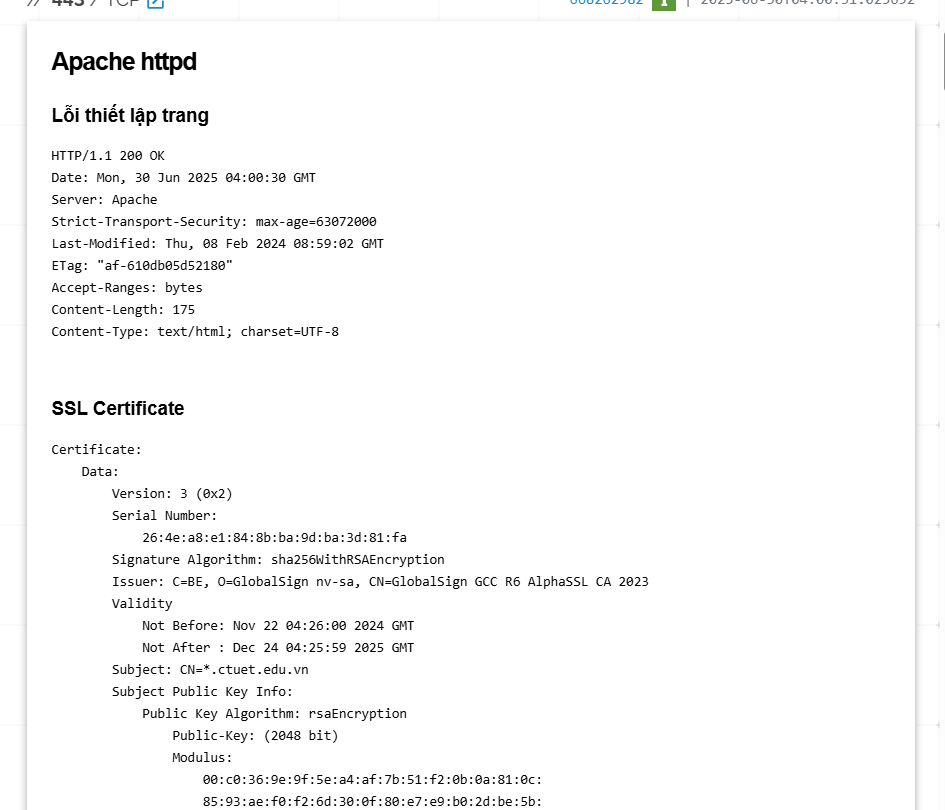 // 443 / TCP
Apache httpd
Lỗi thiết lập trang
HTTP/1.1 200 OK
Date: Mon, 30 Jun 2025 04:00:30 GMT
Server: Apache
Strict-Transport-Security: max-age=63072000
Last-Modified: Thu, 08 Feb 2024 08:59:02 GMT
ETag: "af-610db05d52180"
Accept-Ranges: bytes
Content-Length: 175
Content-Type: text/html; charset=UTF-8
SSL Certificate
Certificate:
Data:
Version: 3 (0x2)
Serial Number:
26:4e:a8:e1:84:8b:ba:9d:ba:3d:81:fa
Signature Algorithm: sha256WithRSAEncryption
Issuer: C=BE, O=GlobalSign nv-sa, CN=GlobalSign GCC R6 AlphaSSL CA 2023
Validity
Not Before: Nov 22 04:26:00 2024 GMT
Not After : Dec 24 04:25:59 2025 GMT
Subject: CN=*.ctuet.edu.vn
Subject Public Key Info:
Public Key Algorithm: rsaEncryption
Public-Key: (2048 bit)
Modulus:
00:c0:36:9e:9f:5e:a4:af:7b:51:f2:0b:0a:81:0c:
85:93:ae:f0:f2:6d:30:0f:80:e7:e9:b0:2d:be:5b: